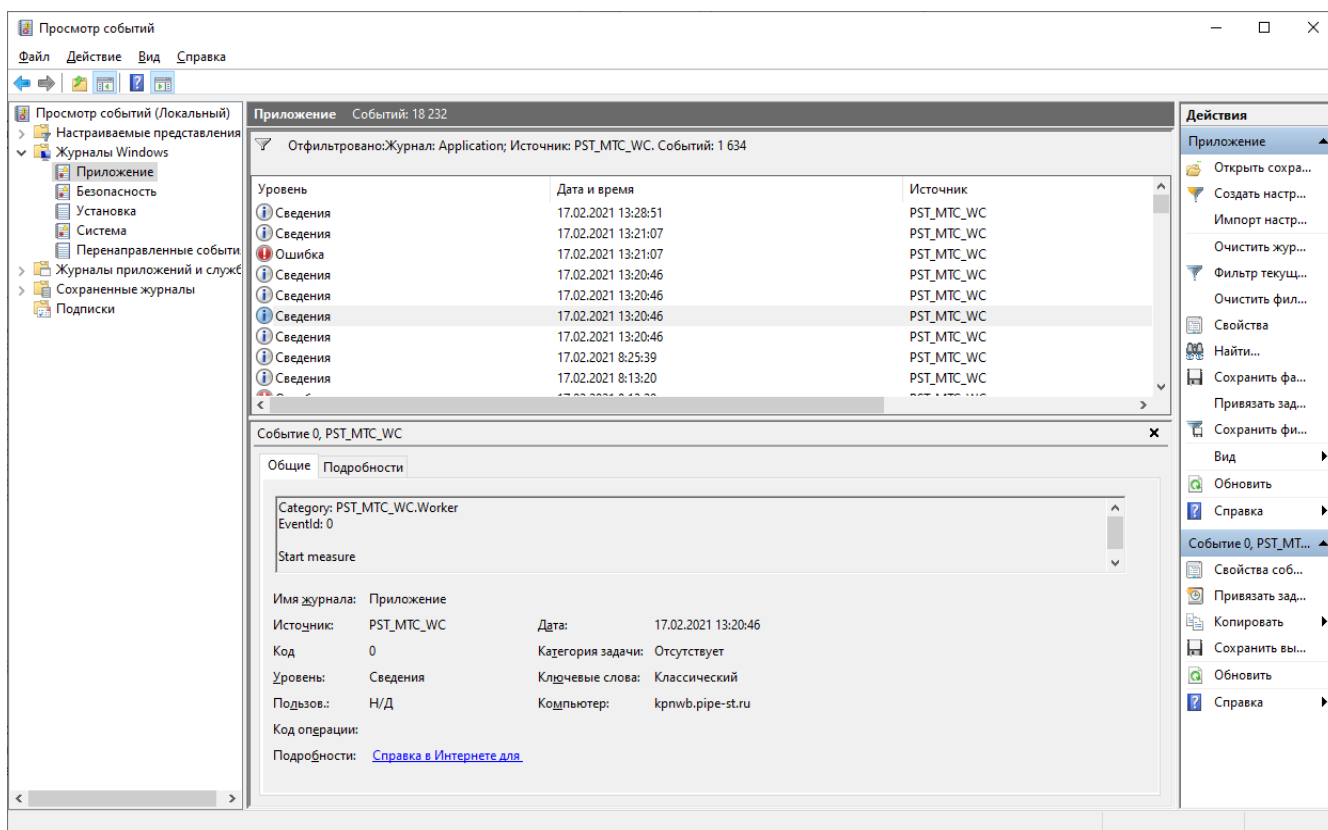 Просмотр событий
Файл Действие Вид Справка
Просмотр событий (Локальный)
Настраиваемые представления
Журналы Windows
Приложение
Безопасность
Установка
Система
Перенаправленные событи
Журналы приложений и служб
Сохраненные журналы
Подписки
Приложение Событий: 18 232
Отфильтровано:Журнал: Application; Источник: PST_MTC_WC. Событий: 1 634
Уровень Дата и время Источник
Сведения 17.02.2021 13:28:51 PST_MTC_WC
Сведения 17.02.2021 13:21:07 PST_MTC_WC
Ошибка 17.02.2021 13:21:07 PST_MTC_WC
Сведения 17.02.2021 13:20:46 PST_MTC_WC
Сведения 17.02.2021 13:20:46 PST_MTC_WC
Сведения 17.02.2021 13:20:46 PST_MTC_WC
Сведения 17.02.2021 13:20:46 PST_MTC_WC
Сведения 17.02.2021 8:25:39 PST_MTC_WC
Сведения 17.02.2021 8:13:20 PST_MTC_WC
Событие 0, PST_MTC_WC
Общие Подробности
Category: PST_MTC_WC.Worker
EventId: 0
Start measure
Имя журнала: Приложение
Источник: PST_MTC_WC Дата: 17.02.2021 13:20:46
Код 0 Категория задачи: Отсутствует
Уровень: Сведения Ключевые слова: Классический
Пользов.: Н/Д Компьютер: kpnwb.pipe-st.ru
Код операции:
Подробности: Справка в Интернете для
Действия
Приложение
Открыть сохра...
Создать настр...
Импорт настр...
Очистить жур...
Фильтр текущ...
Очистить фил...
Свойства
Найти...
Сохранить фа...
Привязать зад...
Сохранить фи...
Вид
Обновить
Справка
Событие 0, PST_MT...
Свойства соб...
Привязать зад...
Копировать
Сохранить вы...
Обновить
Справка